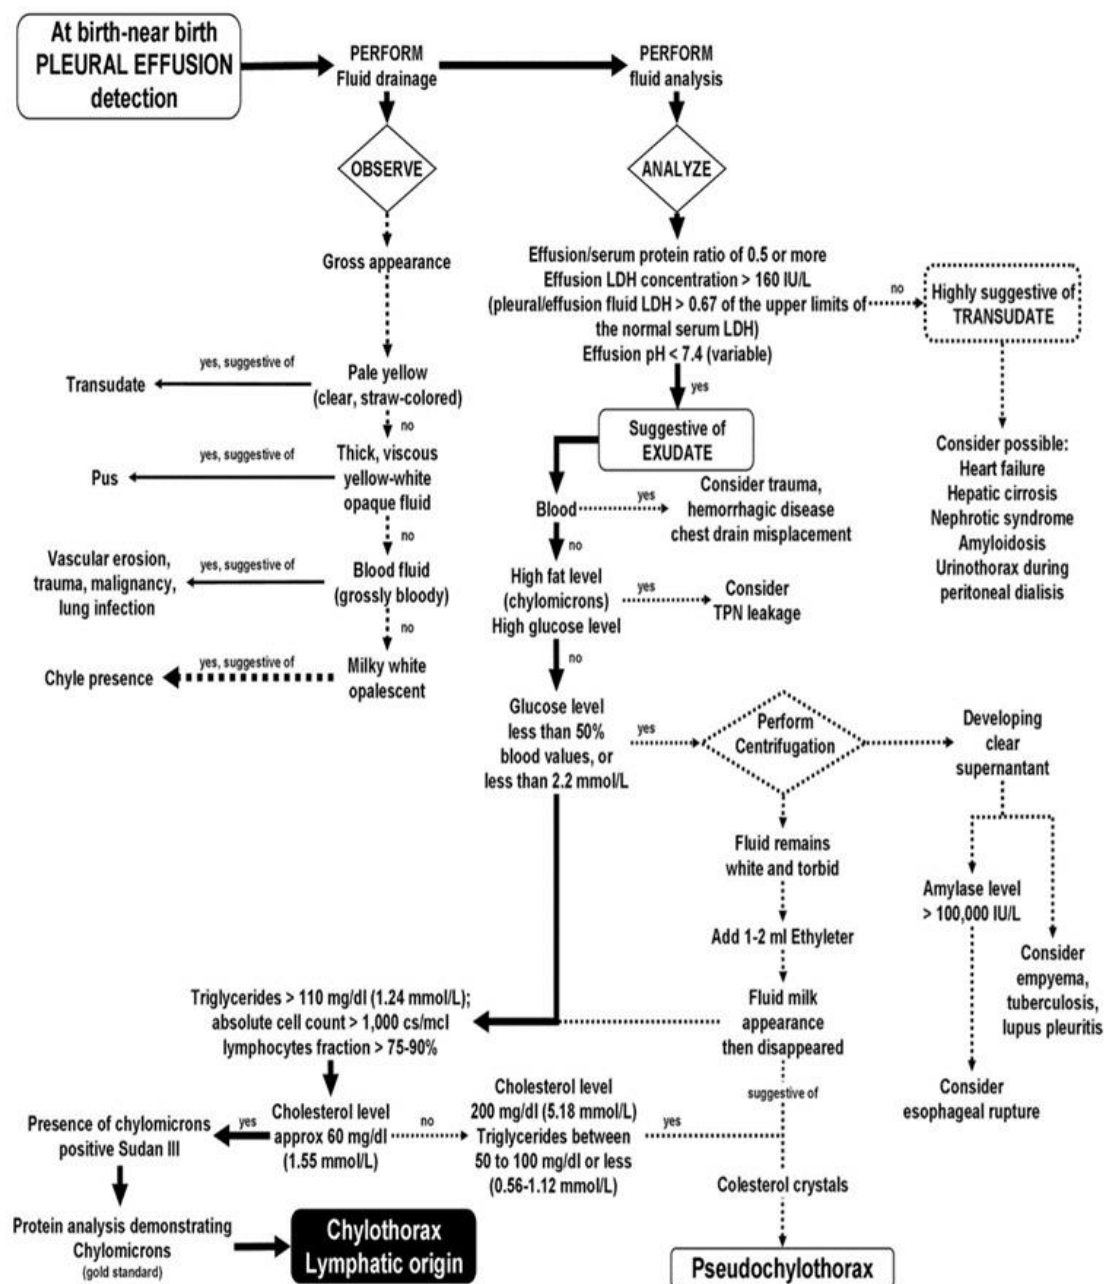 At birth-near birth
PLEURAL EFFUSION
detection
PERFORM
Fluid drainage
PERFORM
fluid analysis
OBSERVE
ANALYZE
Gross appearance
Effusion/serum protein ratio of 0.5 or more
Effusion LDH concentration > 160 IU/L
(pleural/effusion fluid LDH > 0.67 of the upper limits of
the normal serum LDH)
Effusion pH < 7.4 (variable)
no
Highly suggestive of
TRANSUDATE
yes
Transudate
yes, suggestive of
Pale yellow
(clear, straw-colored)
no
Pus
yes, suggestive of
Thick, viscous
yellow-white
opaque fluid
no
Vascular erosion,
trauma, malignancy,
lung infection
yes, suggestive of
Blood fluid
(grossly bloody)
no
Chyle presence
yes, suggestive of
Milky white
opalescent
Suggestive of
EXUDATE
Blood
yes
Consider trauma,
hemorrhagic disease
chest drain misplacement
no
High fat level
(chylomicrons)
High glucose level
yes
Consider
TPN leakage
no
Consider possible:
Heart failure
Hepatic cirrosis
Nephrotic syndrome
Amyloidosis
Urinothorax during
peritoneal dialisis
Glucose level
less than 50%
blood values, or
less than 2.2 mmol/L
yes
Perform
Centrifugation
Developing
clear
supernantant
Fluid remains
white and torbid
Add 1-2 ml Ethyleter
Fluid milk
appearance
then disappeared
Amylase level
> 100,000 IU/L
Consider
empyema,
tuberculosis,
lupus pleuritis
Consider
esophageal rupture
Triglycerides > 110 mg/dl (1.24 mmol/L);
absolute cell count > 1,000 cs/mcl
lymphocytes fraction > 75-90%
Presence of chylomicrons
positive Sudan III
yes
Cholesterol level
approx 60 mg/dl
(1.55 mmol/L)
no
Cholesterol level
200 mg/dl (5.18 mmol/L)
Triglycerides between
50 to 100 mg/dl or less
(0.56-1.12 mmol/L)
yes
suggestive of
Colesterol crystals
Protein analysis demonstrating
Chylomicrons
(gold standard)
Chylothorax
Lymphatic origin
Pseudochylothorax